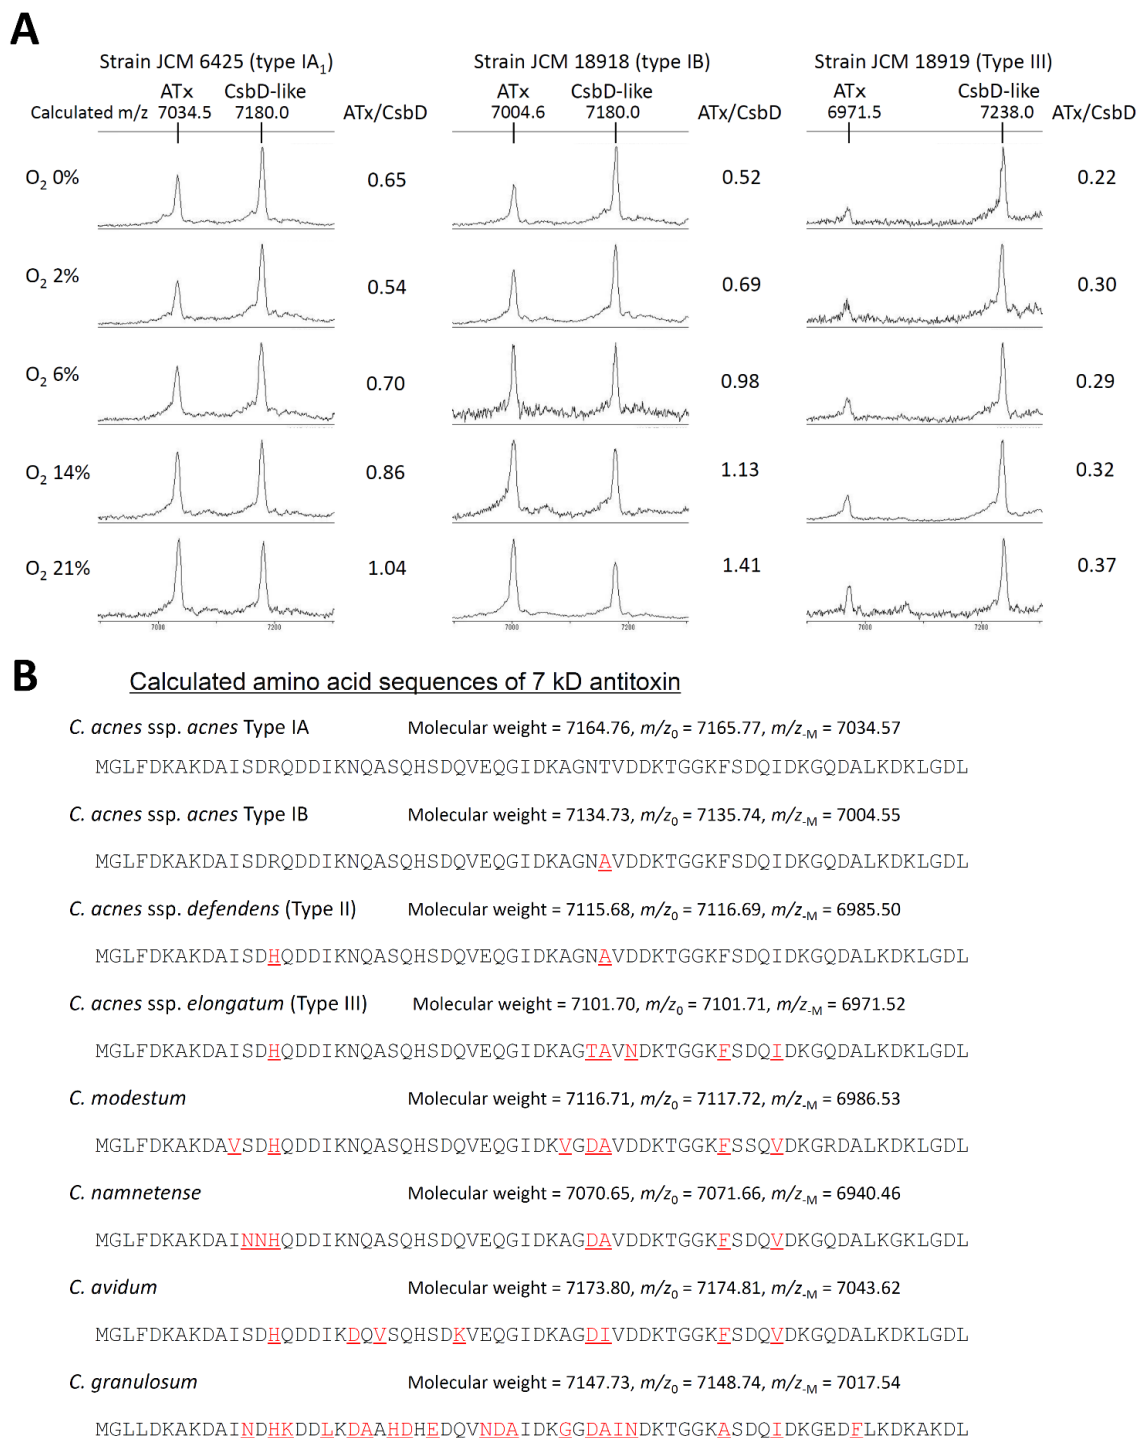 A
Strain JCM 6425 (type IA1) Strain JCM 18918 (type IB) Strain JCM 18919 (Type III)
ATx CsbD-like ATx CsbD-like ATx CsbD-like
Calculated m/z 7034.5 7180.0 ATx/CsbD 7004.6 7180.0 ATx/CsbD 6971.5 7238.0 ATx/CsbD
O2 0% 0.65 0.52 0.22
O2 2% 0.54 0.69 0.30
O2 6% 0.70 0.98 0.29
O2 14% 0.86 1.13 0.32
O2 21% 1.04 1.41 0.37
7000 7200 7000 7200 7000 7200
B
Calculated amino acid sequences of 7 kD antitoxin
C. acnes ssp. acnes Type IA Molecular weight = 7164.76, m/z0 = 7165.77, m/z-M = 7034.57
MGLFDKAKDAISDRQDDIKNQASQHSDQVEQGIDKAGNTVDDKTGGKFSDQIDKGQDALKDKLGDL
C. acnes ssp. acnes Type IB Molecular weight = 7134.73, m/z0 = 7135.74, m/z-M = 7004.55
MGLFDKAKDAISDRQDDIKNQASQHSDQVEQGIDKAGNAVDDKTGGKFSDQIDKGQDALKDKLGDL
C. acnes ssp. defendens (Type II) Molecular weight = 7115.68, m/z0 = 7116.69, m/z-M = 6985.50
MGLFDKAKDAISDHQDDIKNQASQHSDQVEQGIDKAGNAVDDKTGGKFSDQIDKGQDALKDKLGDL
C. acnes ssp. elongatum (Type III) Molecular weight = 7101.70, m/z0 = 7101.71, m/z-M = 6971.52
MGLFDKAKDAISDHQDDIKNQASQHSDQVEQGIDKAGTAVNDKTGGKFSDQIDKGQDALKDKLGDL
C. modestum Molecular weight = 7116.71, m/z0 = 7117.72, m/z-M = 6986.53
MGLFDKAKDAVSDHQDDIKNQASQHSDQVEQGIDKVGDAVDDKTGGKFSSQVDKGRDALKDKLGDL
C. namnetense Molecular weight = 7070.65, m/z0 = 7071.66, m/z-M = 6940.46
MGLFDKAKDAINNHQDDIKNQASQHSDQVEQGIDKAGDAVDDKTGGKFSDQVDKGQDALKGKLGDL
C. avidum Molecular weight = 7173.80, m/z0 = 7174.81, m/z-M = 7043.62
MGLFDKAKDAISDHQDDIKDQVSQHSDKVEQGIDKAGDIVDDKTGGKFSDQVDKGQDALKDKLGDL
C. granulosum Molecular weight = 7147.73, m/z0 = 7148.74, m/z-M = 7017.54
MGLLDKAKDAINDHKDDLKDAAHDHEDQVNDAIDKGGDAINDKTGGKASDQIDKGEDFLKDKAKDL